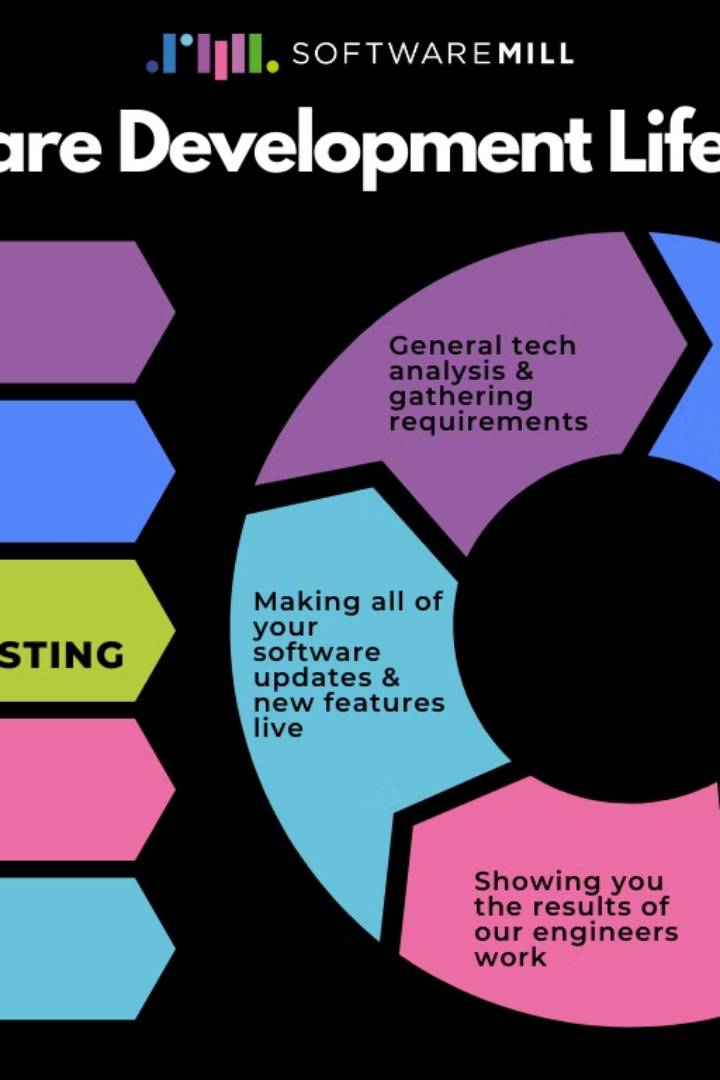 SOFTWAREMILL
are Development Life
General tech
analysis &
gathering
requirements
Making all of
your
software
updates &
new features
live
STING
Showing you
the results of
our engineers
work